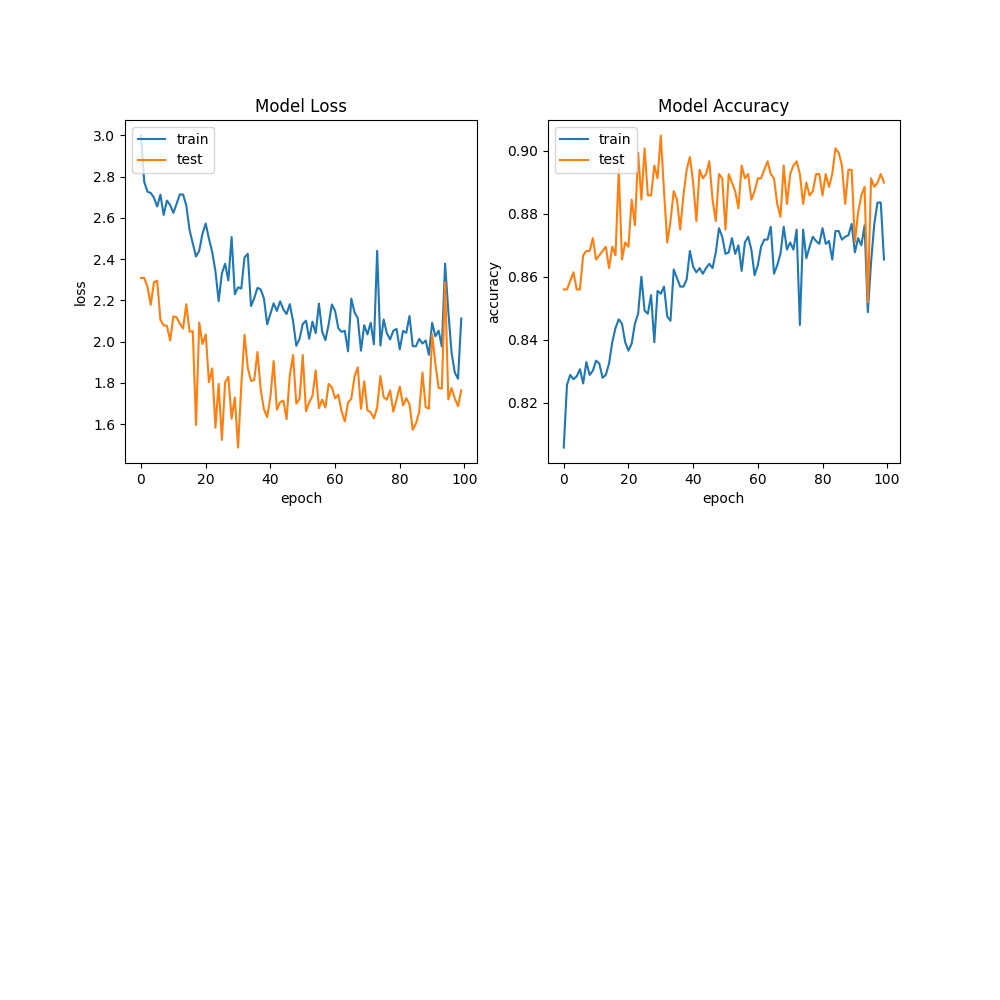 Model Loss
3.0
2.8
2.6
2.4
2.2
2.0
1.8
1.6
loss
train
test
0 20 40 60 80 100
epoch
Model Accuracy
0.90
0.88
0.86
0.84
0.82
accuracy
train
test
0 20 40 60 80 100
epoch